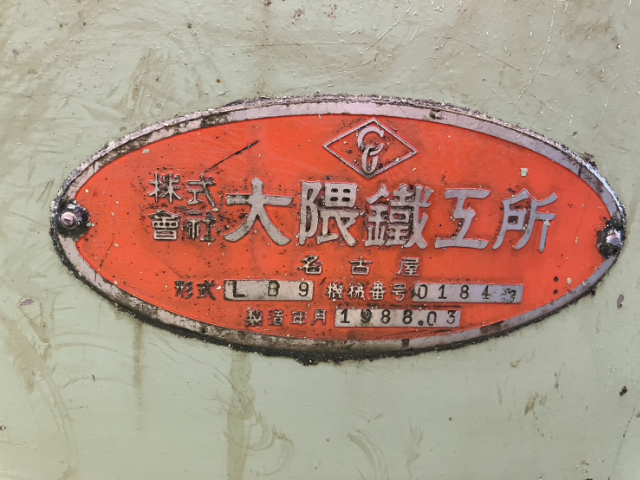 株式會社 大隈鐵工所
名古屋
形式 LB9 機械番号 0184
製造年月 1988.03